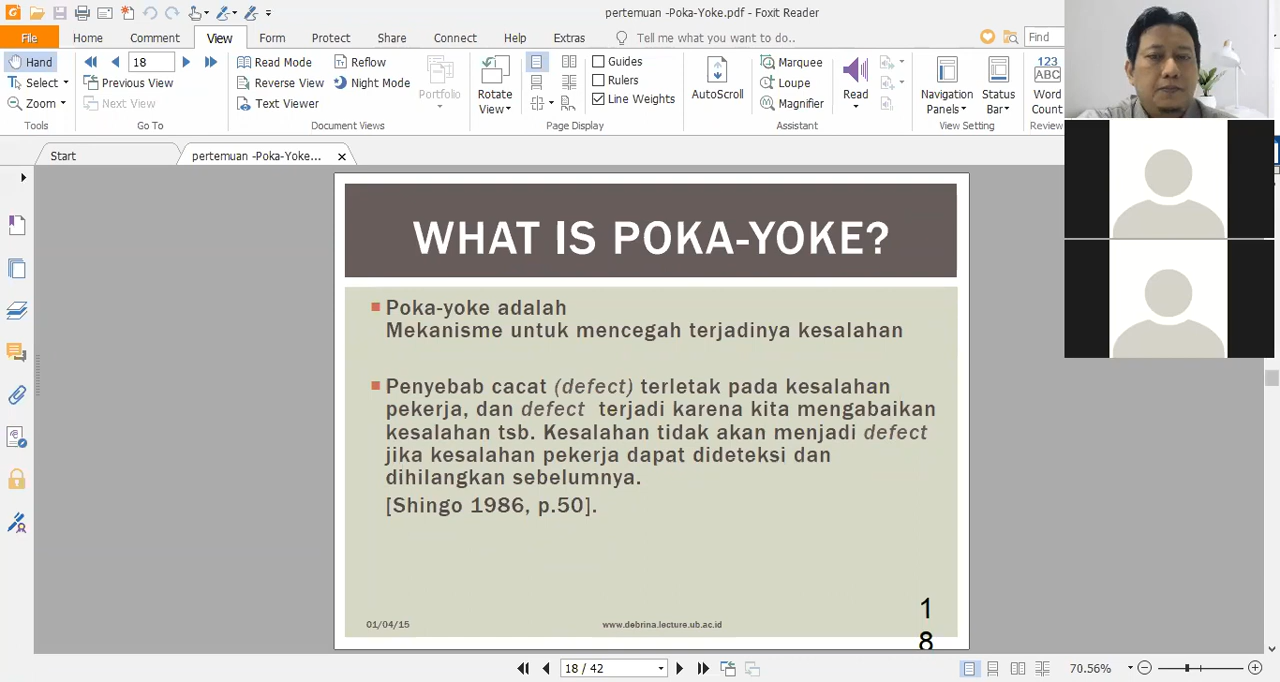 pertemuan -Poka-Yoke.pdf - Foxit Reader
File Home Comment View Form Protect Share Connect Help Extras Tell me what you want to do.. Find
Hand 18 Read Mode Reflow Guides Marquee
Select Previous View Reverse View Night Mode Portfolio Rotate View Rulers AutoScroll Loupe Read Navigation Panels Status Bar Word Count
Zoom Next View Text Viewer Line Weights Magnifier
123
ABC
Tools Go To Document Views Page Display Assistant View Setting Review
Start pertemuan -Poka-Yoke...
WHAT IS POKA-YOKE?
Poka-yoke adalah
Mekanisme untuk mencegah terjadinya kesalahan
Penyebab cacat (defect) terletak pada kesalahan
pekerja, dan defect terjadi karena kita mengabaikan
kesalahan tsb. Kesalahan tidak akan menjadi defect
jika kesalahan pekerja dapat dideteksi dan
dihilangkan sebelumnya.
[Shingo 1986, p.50].
01/04/15 www.debrina.lecture.ub.ac.id
1
8
18 / 42 70.56%